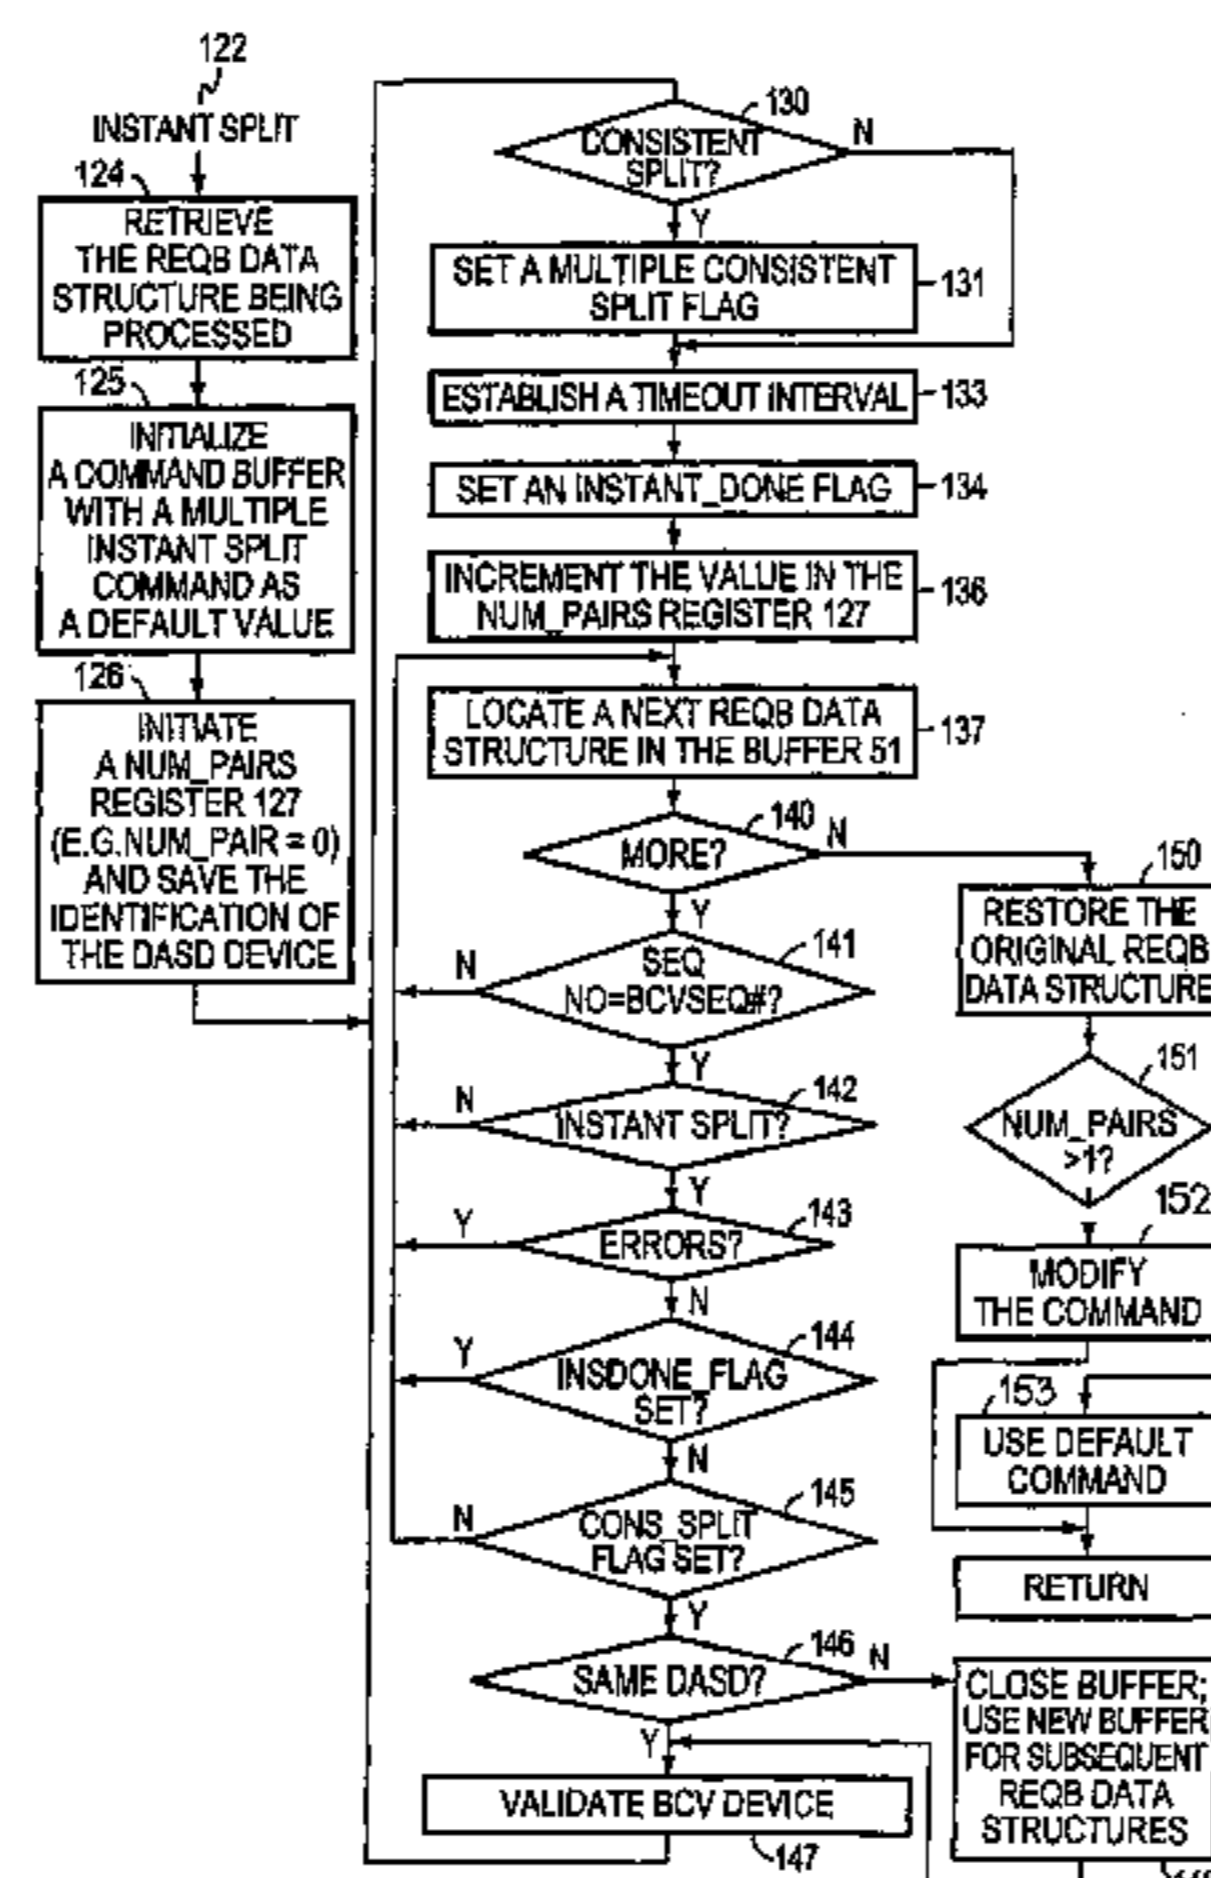 122
INSTANT SPLIT
124
RETRIEVE
THE REQB DATA
STRUCTURE BEING
PROCESSED
125
INITIALIZE
A COMMAND BUFFER
WITH A MULTIPLE
INSTANT SPLIT
COMMAND AS
A DEFAULT VALUE
126
INITIATE
A NUM_PAIRS
REGISTER 127
(E.G.NUM_PAIR = 0)
AND SAVE THE
IDENTIFICATION OF
THE DASD DEVICE
130
CONSISTENT
SPLIT?
N
Y
SET A MULTIPLE CONSISTENT
SPLIT FLAG
131
ESTABLISH A TIMEOUT INTERVAL
133
SET AN INSTANT_DONE FLAG
134
INCREMENT THE VALUE IN THE
NUM_PAIRS REGISTER 127
136
LOCATE A NEXT REQB DATA
STRUCTURE IN THE BUFFER 51
137
140
MORE?
N
Y
141
SEQ
NO=BCVSEQ#?
N
Y
142
INSTANT SPLIT?
N
Y
143
ERRORS?
Y
N
144
INSDONE_FLAG
SET?
Y
N
145
CONS_SPLIT
FLAG SET?
N
Y
146
SAME DASD?
N
Y
VALIDATE BCV DEVICE
147
150
RESTORE THE
ORIGINAL REQB
DATA STRUCTURE
151
NUM_PAIRS
>1?
152
MODIFY
THE COMMAND
153
USE DEFAULT
COMMAND
RETURN
CLOSE BUFFER;
USE NEW BUFFER
FOR SUBSEQUENT
REQB DATA
STRUCTURES